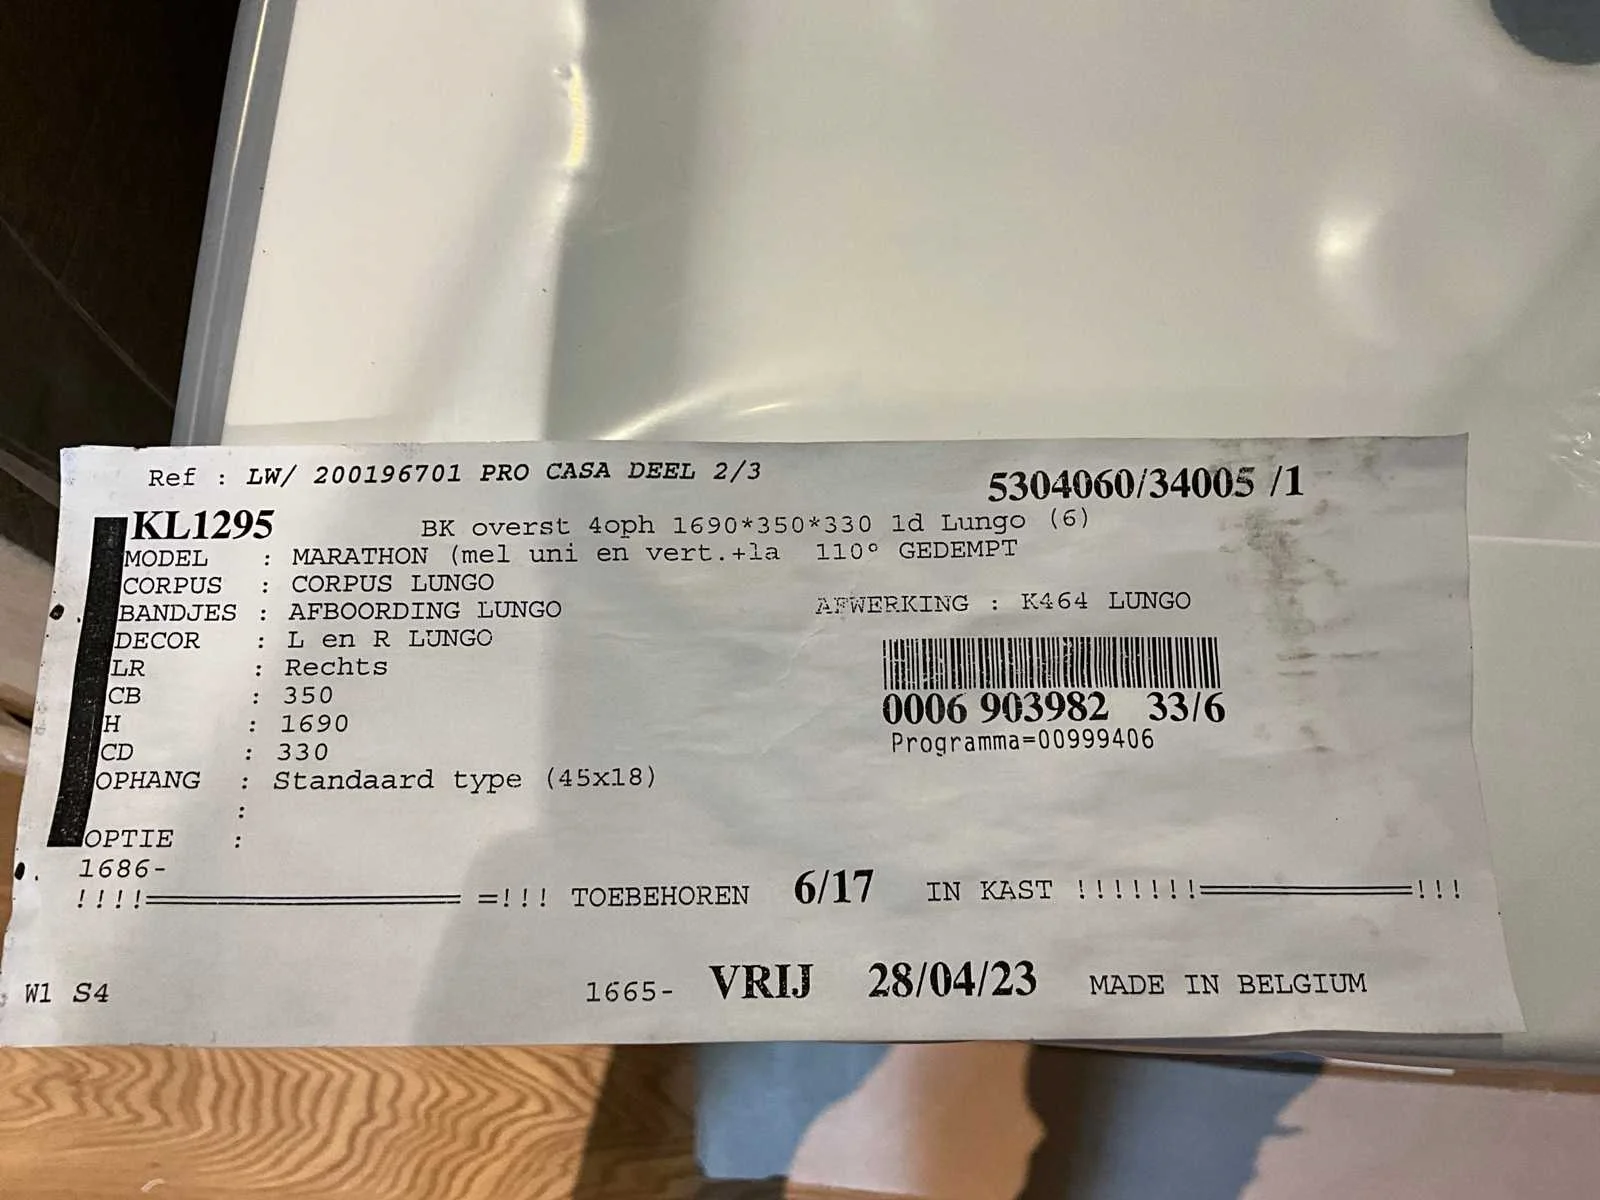 Ref : LW/ 200196701 PRO CASA DEEL 2/3 5304060/34005 /1
KL1295 BK overst 4oph 1690*350*330 1d Lungo (6)
MODEL : MARATHON (mel uni en vert.+la 110° GEDEMPT
CORPUS : CORPUS LUNGO
BANDJES : AFBOORDING LUNGO AFWERKING : K464 LUNGO
DECOR : L en R LUNGO
LR : Rechts
CB : 350
0006 903982 33/6
H : 1690
Programma=00999406
CD : 330
OPHANG : Standaard type (45x18)
:
OPTIE :
1686-
!!!!==================== =!!! TOEBEHOREN 6/17 IN KAST !!!!!!!==============!!!
W1 S4 1665- VRIJ 28/04/23 MADE IN BELGIUM